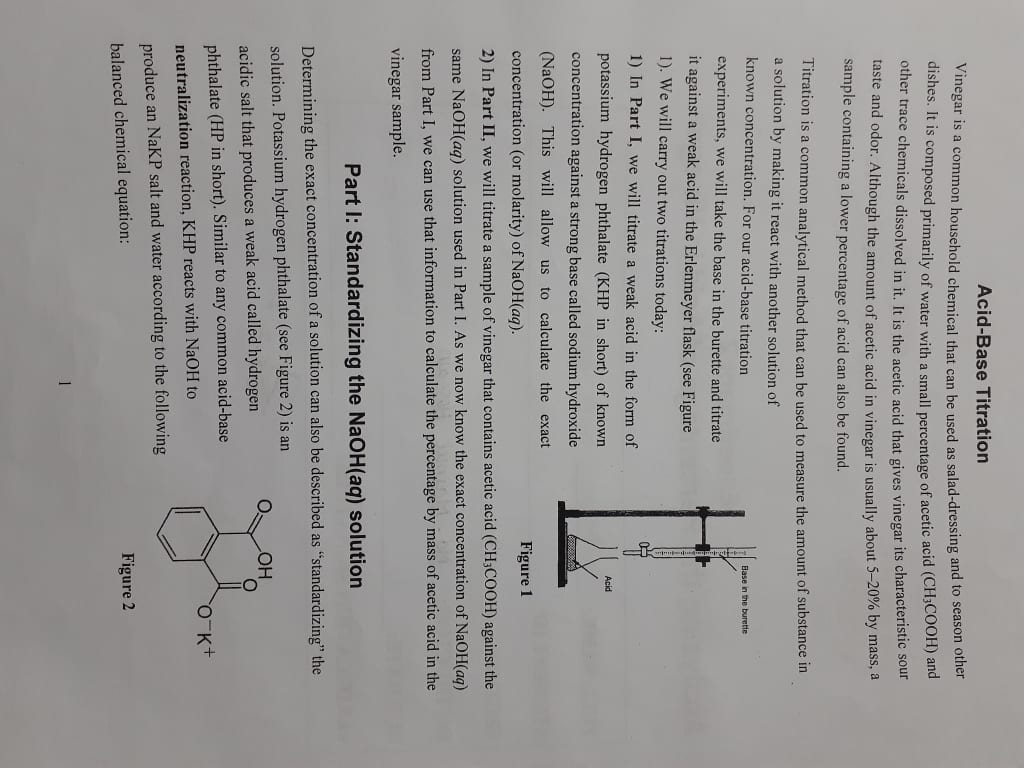 Acid-Base Titration
Vinegar is a common household chemical that can be used as salad-dressing and to season other
dishes. It is composed primarily of water with a small percentage of acetic acid (CH₃COOH) and
other trace chemicals dissolved in it. It is the acetic acid that gives vinegar its characteristic sour
taste and odor. Although the amount of acetic acid in vinegar is usually about 5–20% by mass, a
sample containing a lower percentage of acid can also be found.
Titration is a common analytical method that can be used to measure the amount of substance in
a solution by making it react with another solution of
known concentration. For our acid-base titration
experiments, we will take the base in the burette and titrate
it against a weak acid in the Erlenmeyer flask (see Figure
1). We will carry out two titrations today:
1) In Part I, we will titrate a weak acid in the form of
potassium hydrogen phthalate (KHP in short) of known
concentration against a strong base called sodium hydroxide
(NaOH). This will allow us to calculate the exact
concentration (or molarity) of NaOH(aq).
Base in the burette
Acid
Figure 1
2) In Part II, we will titrate a sample of vinegar that contains acetic acid (CH₃COOH) against the
same NaOH(aq) solution used in Part I. As we now know the exact concentration of NaOH(aq)
from Part I, we can use that information to calculate the percentage by mass of acetic acid in the
vinegar sample.
Part I: Standardizing the NaOH(aq) solution
Determining the exact concentration of a solution can also be described as “standardizing” the
solution. Potassium hydrogen phthalate (see Figure 2) is an
acidic salt that produces a weak acid called hydrogen
phthalate (HP in short). Similar to any common acid-base
neutralization reaction, KHP reacts with NaOH to
produce an NaKP salt and water according to the following
balanced chemical equation:
O OH
O
O⁻K⁺
Figure 2
1